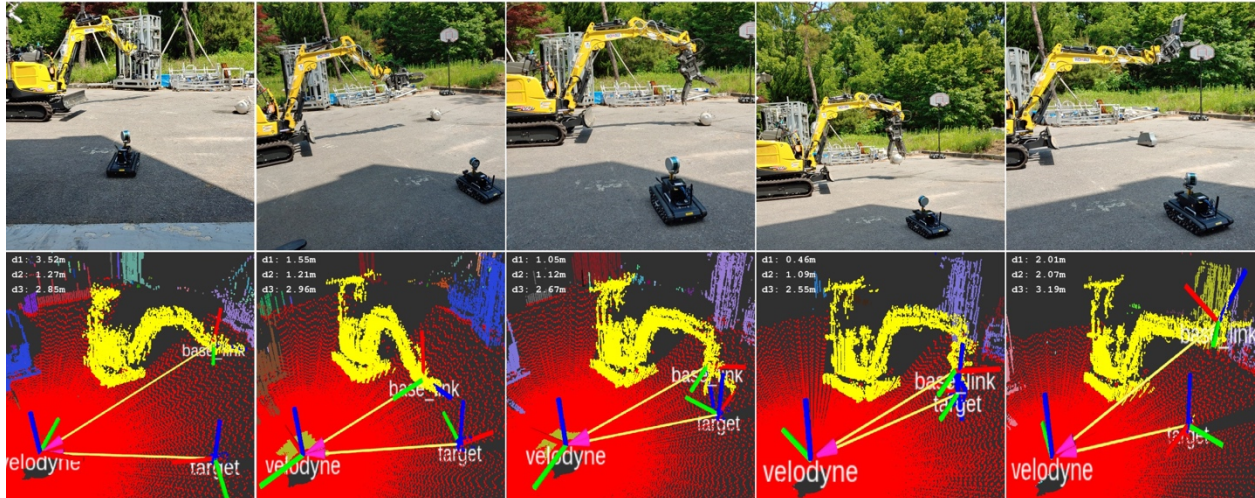 d1: 3.52m
d2: 1.27m
d3: 2.85m
base_link
velodyne
target
d1: 1.55m
d2: 1.21m
d3: 2.96m
base_link
velodyne
target
d1: 1.05m
d2: 1.12m
d3: 2.67m
base_link
target
velodyne
d1: 0.46m
d2: 1.09m
d3: 2.55m
base_link
target
velodyne
d1: 2.01m
d2: 2.07m
d3: 3.19m
base_link
target
velodyne